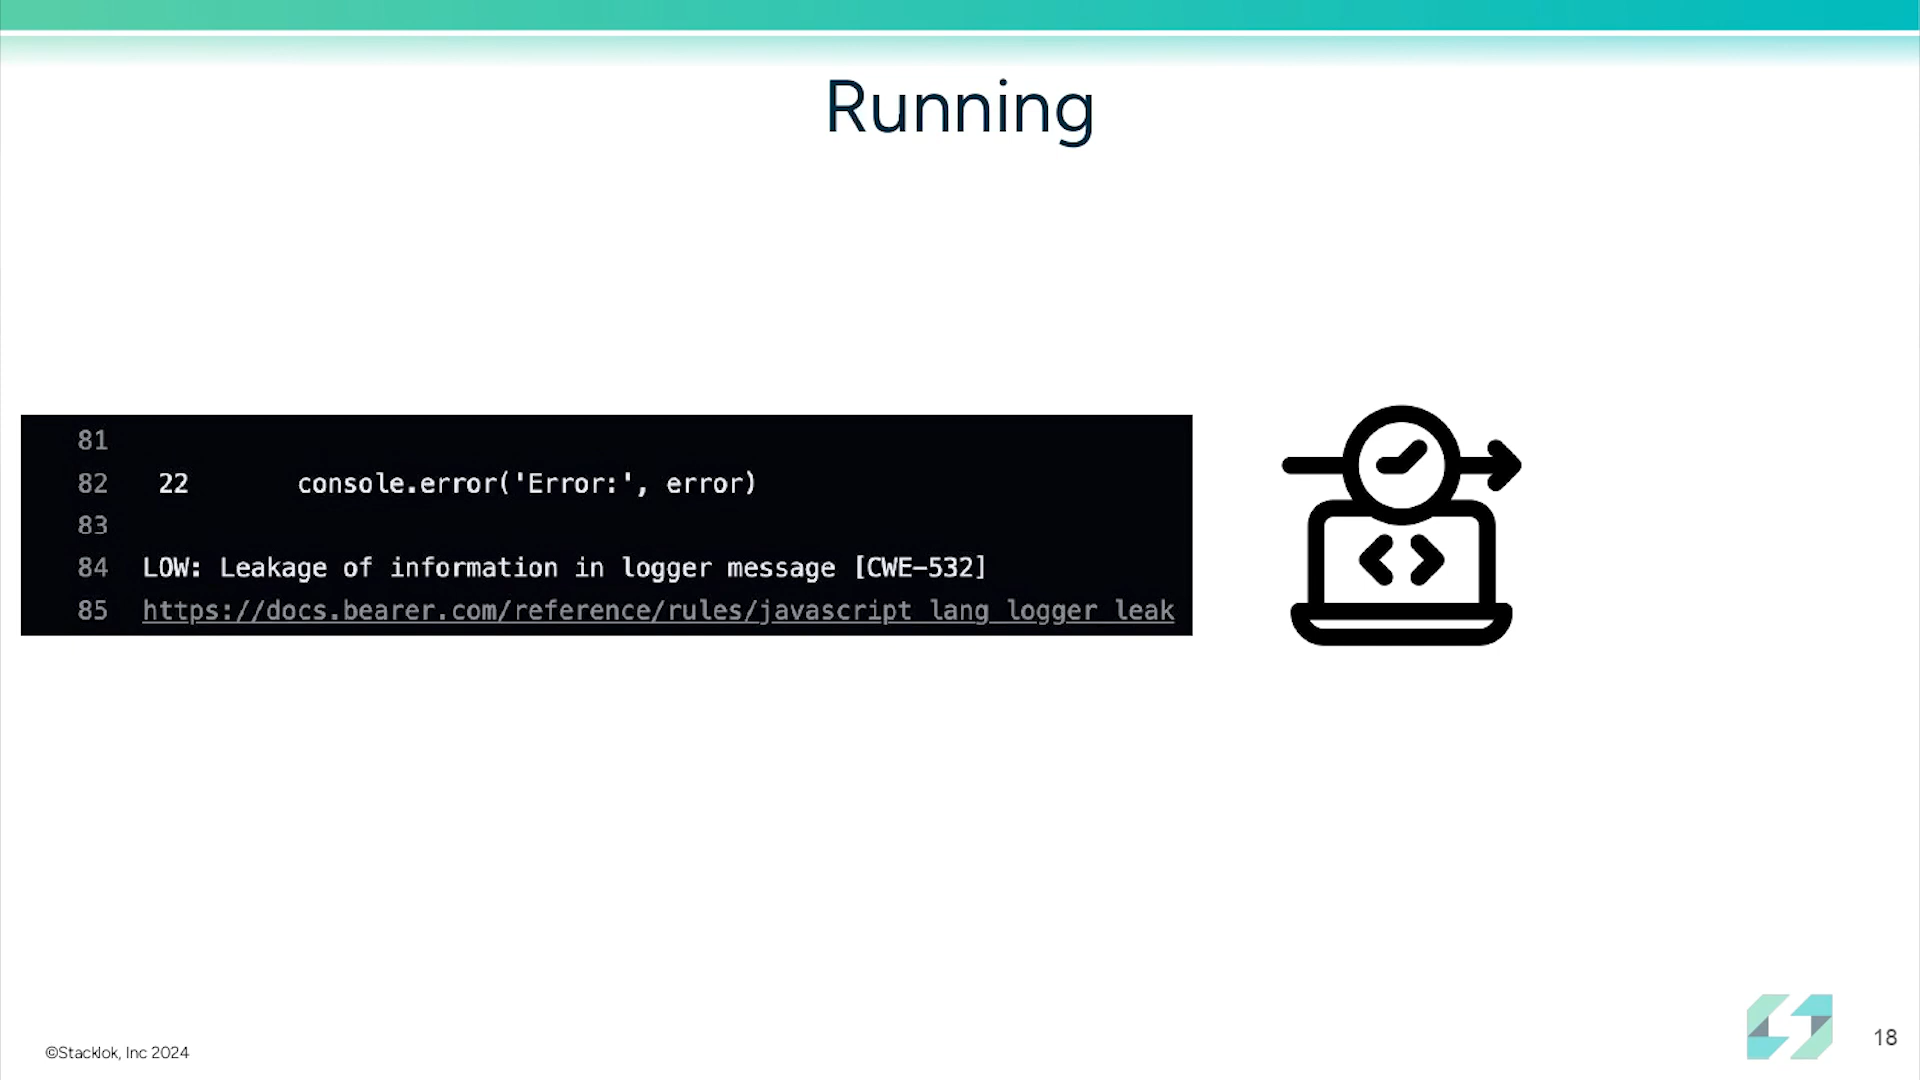 Running
81
82 22 console.error('Error:', error)
83
84 LOW: Leakage of information in logger message [CWE-532]
85 https://docs.bearer.com/reference/rules/javascript_lang_logger_leak
©Stacklok, Inc 2024
18